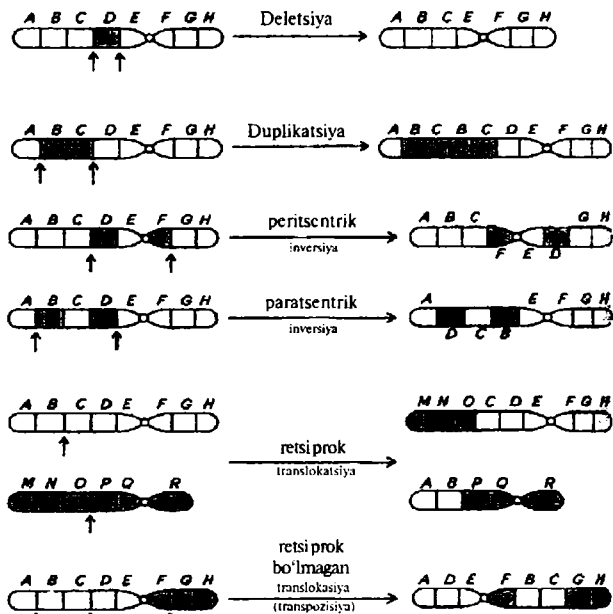 A B C D E F G H Deletsiya A B C E F G H
A B C D E F G H Duplikatsiya A B C B C D E F G H
A B C D E F G H peritsentrik A B C G H
inversiya F E D
A B C D E F G H paratsentrik A E F G H
inversiya D C B
A B C D E F G H M N O C D E F G H
retsiprok
translokatsiya
M N O P Q R A B P Q R
retsiprok
bo'lmagan
A B C D E F G H translokasiya A D E F B C G H
(transpozisiya)